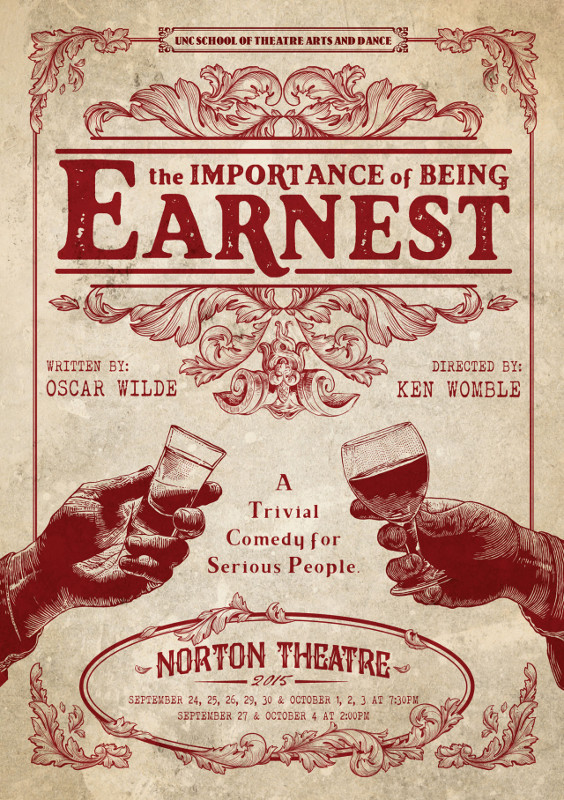 UNC SCHOOL OF THEATRE ARTS AND DANCE
the IMPORTANCE of BEING
EARNEST
WRITTEN BY:
OSCAR WILDE
DIRECTED BY:
KEN WOMBLE
A
Trivial
Comedy for
Serious People.
NORTON THEATRE
2015
SEPTEMBER 24, 25, 26, 29, 30 & OCTOBER 1, 2, 3 AT 7:30PM
SEPTEMBER 27 & OCTOBER 4 AT 2:00PM